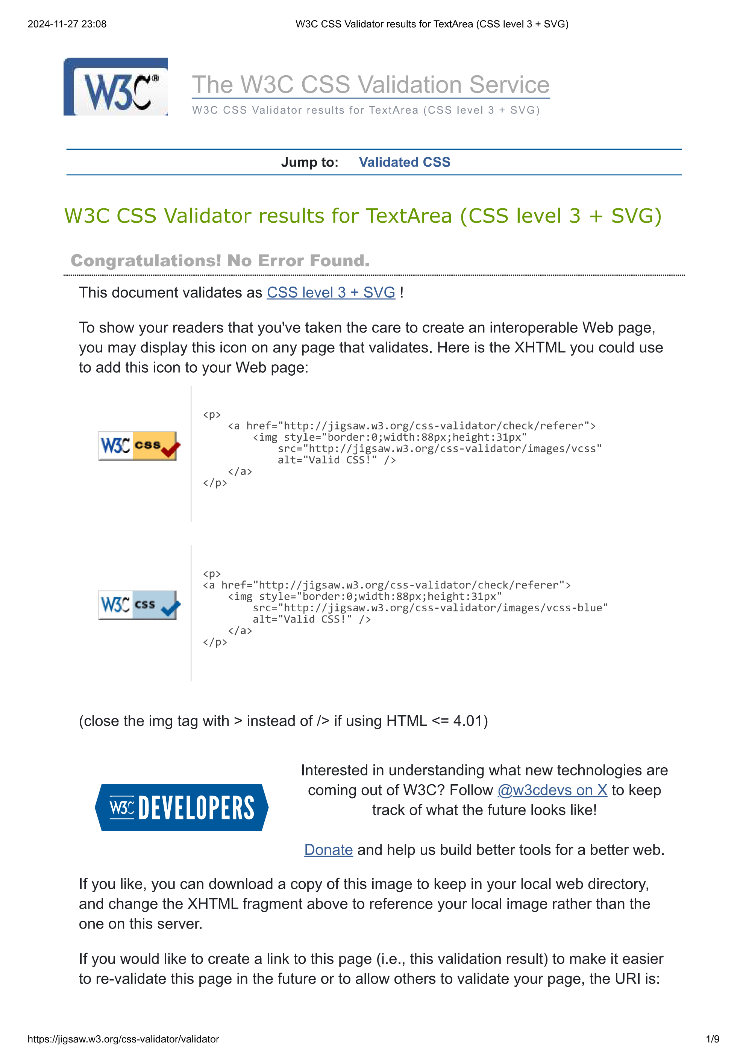 2024-11-27 23:08
W3C CSS Validator results for TextArea (CSS level 3 + SVG)
W3C®
The W3C CSS Validation Service
W3C CSS Validator results for TextArea (CSS level 3 + SVG)
Jump to: Validated CSS
W3C CSS Validator results for TextArea (CSS level 3 + SVG)
Congratulations! No Error Found.
This document validates as CSS level 3 + SVG !
To show your readers that you've taken the care to create an interoperable Web page,
you may display this icon on any page that validates. Here is the XHTML you could use
to add this icon to your Web page:
W3C css
<p>
    <a href="http://jigsaw.w3.org/css-validator/check/referer">
        <img style="border:0;width:88px;height:31px"
            src="http://jigsaw.w3.org/css-validator/images/vcss"
            alt="Valid CSS!" />
    </a>
</p>
W3C css
<p>
<a href="http://jigsaw.w3.org/css-validator/check/referer">
    <img style="border:0;width:88px;height:31px"
        src="http://jigsaw.w3.org/css-validator/images/vcss-blue"
        alt="Valid CSS!" />
    </a>
</p>
(close the img tag with > instead of /> if using HTML <= 4.01)
W3C DEVELOPERS
Interested in understanding what new technologies are
coming out of W3C? Follow @w3cdevs on X to keep
track of what the future looks like!
Donate and help us build better tools for a better web.
If you like, you can download a copy of this image to keep in your local web directory,
and change the XHTML fragment above to reference your local image rather than the
one on this server.
If you would like to create a link to this page (i.e., this validation result) to make it easier
to re-validate this page in the future or to allow others to validate your page, the URI is:
https://jigsaw.w3.org/css-validator/validator
1/9